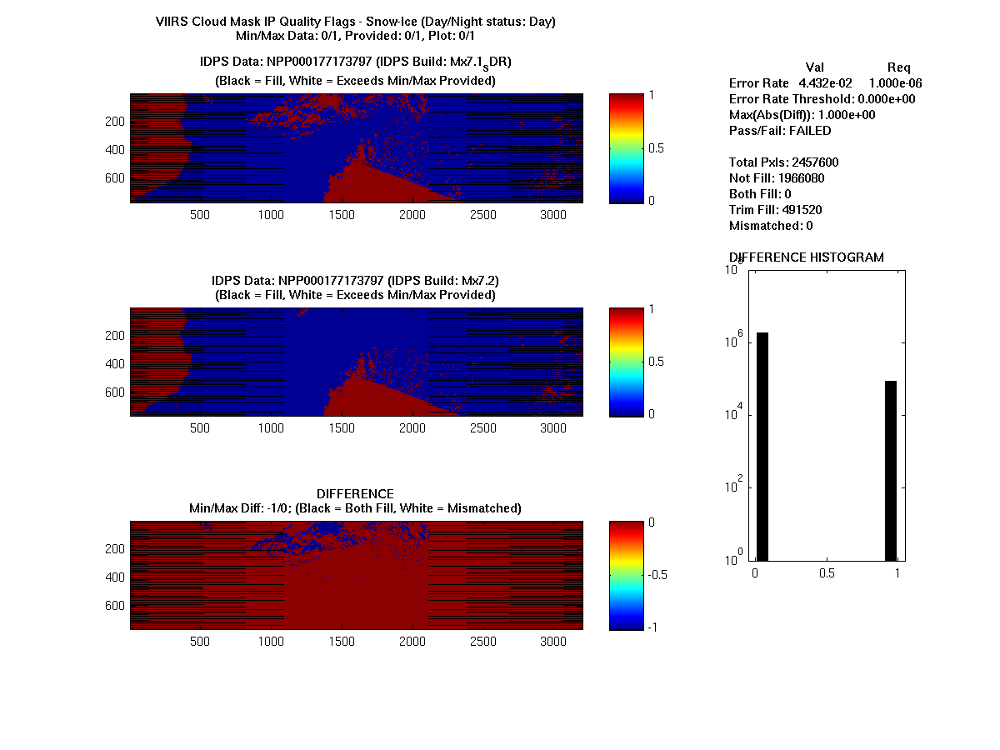 VIIRS Cloud Mask IP Quality Flags - Snow-Ice (Day/Night status: Day)
Min/Max Data: 0/1, Provided: 0/1, Plot: 0/1
IDPS Data: NPP000177173797 (IDPS Build: Mx7.1sDR)
(Black = Fill, White = Exceeds Min/Max Provided)
200
400
600
500
1000
1500
2000
2500
3000
1
0.5
0
Val Req
Error Rate 4.432e-02 1.000e-06
Error Rate Threshold: 0.000e+00
Max(Abs(Diff)): 1.000e+00
Pass/Fail: FAILED
Total Pxls: 2457600
Not Fill: 1966080
Both Fill: 0
Trim Fill: 491520
Mismatched: 0
IDPS Data: NPP000177173797 (IDPS Build: Mx7.2)
(Black = Fill, White = Exceeds Min/Max Provided)
200
400
600
500
1000
1500
2000
2500
3000
1
0.5
0
DIFFERENCE HISTOGRAM
10^8
10^6
10^4
10^2
10^0
0
0.5
1
DIFFERENCE
Min/Max Diff: -1/0; (Black = Both Fill, White = Mismatched)
200
400
600
500
1000
1500
2000
2500
3000
0
-0.5
-1